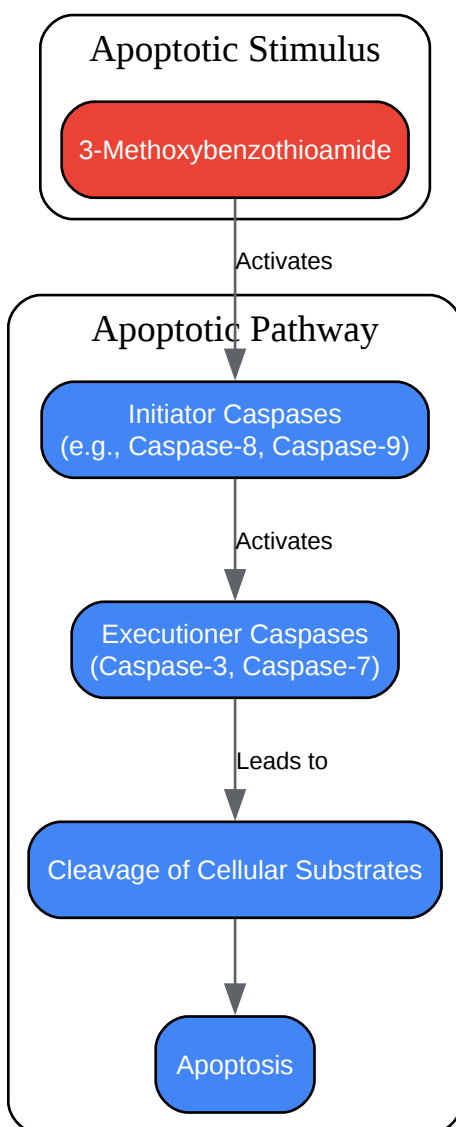 Apoptotic Stimulus
3-Methoxybenzothioamide
Activates
Apoptotic Pathway
Initiator Caspases
(e.g., Caspase-8, Caspase-9)
Activates
Executioner Caspases
(Caspase-3, Caspase-7)
Leads to
Cleavage of Cellular Substrates
Apoptosis